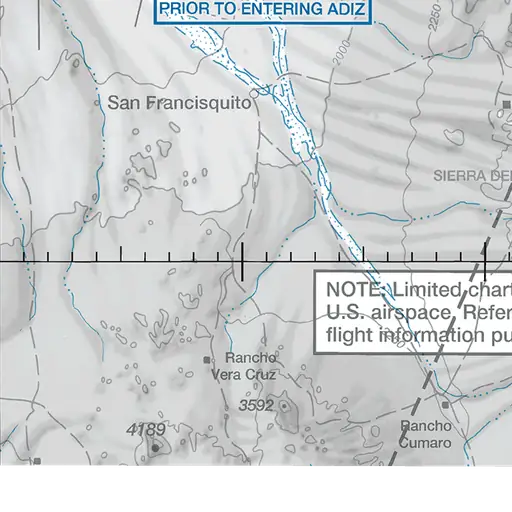 PRIOR TO ENTERING ADIZ
2250
2000
San Francisquito
SIERRA DE
NOTE: Limited chart
U.S. airspace. Refer
flight information pu
Rancho
Vera Cruz
3592
4189
Rancho
Cumaro